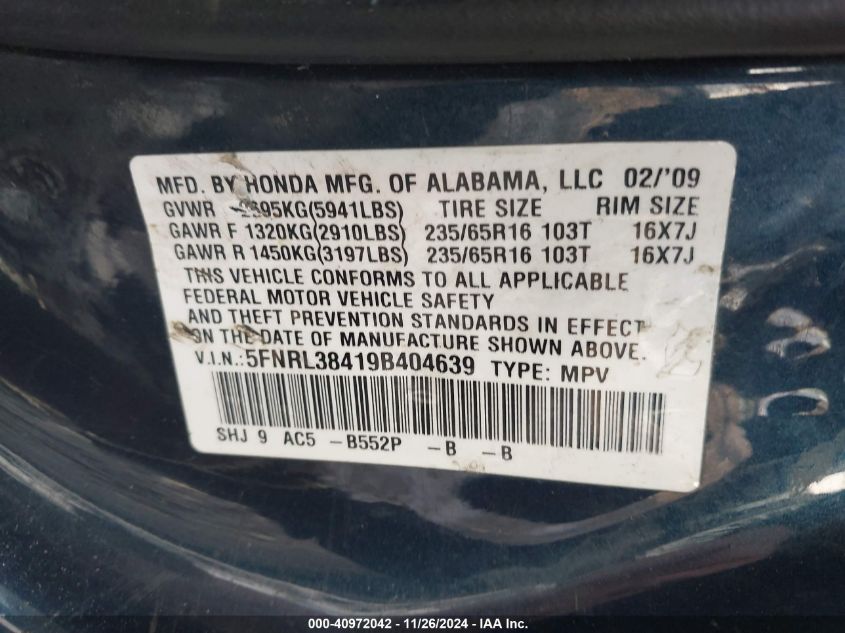 MFD. BY HONDA MFG. OF ALABAMA, LLC 02/'09
GVWR 2695KG(5941LBS) TIRE SIZE RIM SIZE
GAWR F 1320KG(2910LBS) 235/65R16 103T 16X7J
GAWR R 1450KG(3197LBS) 235/65R16 103T 16X7J
THIS VEHICLE CONFORMS TO ALL APPLICABLE
FEDERAL MOTOR VEHICLE SAFETY
AND THEFT PREVENTION STANDARDS IN EFFECT
ON THE DATE OF MANUFACTURE SHOWN ABOVE.
V.I.N.: 5FNRL38419B404639 TYPE: MPV
SHJ 9 AC5 -B552P -B -B
000-40972042 - 11/26/2024 - IAA Inc.